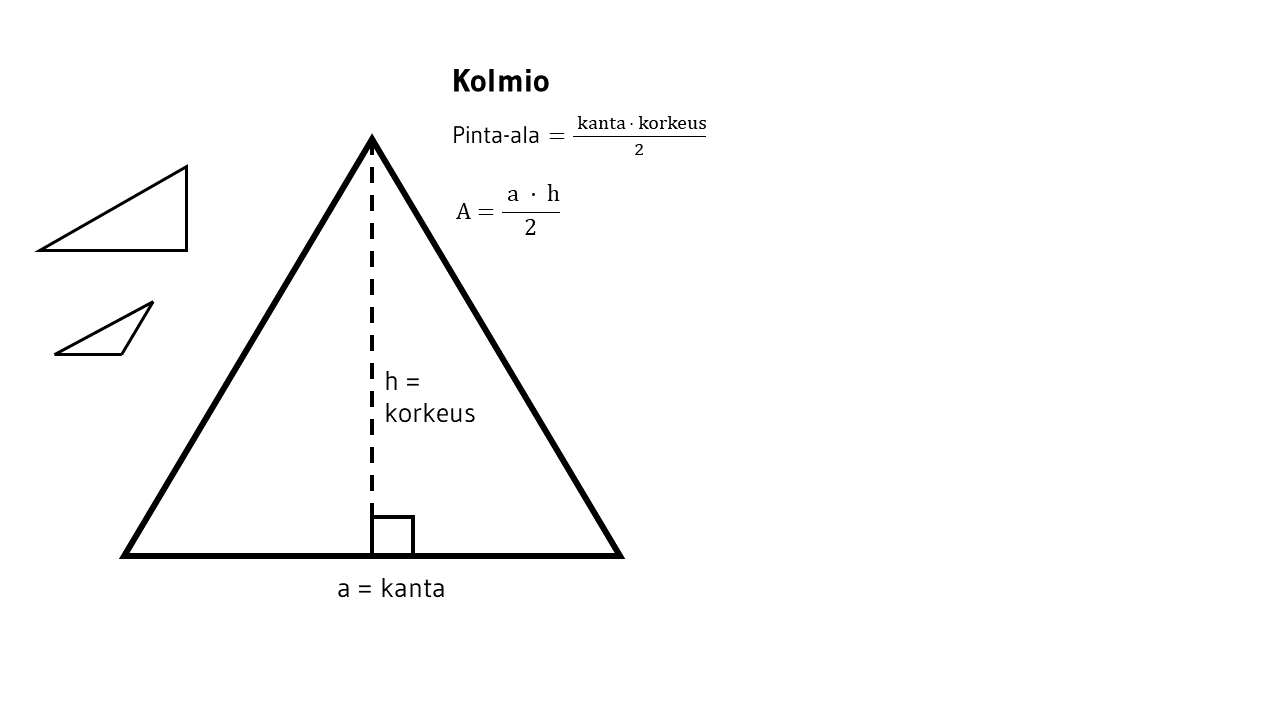 Kolmio
Pinta-ala = kanta · korkeus / 2
A = a · h / 2
h =
korkeus
a = kanta